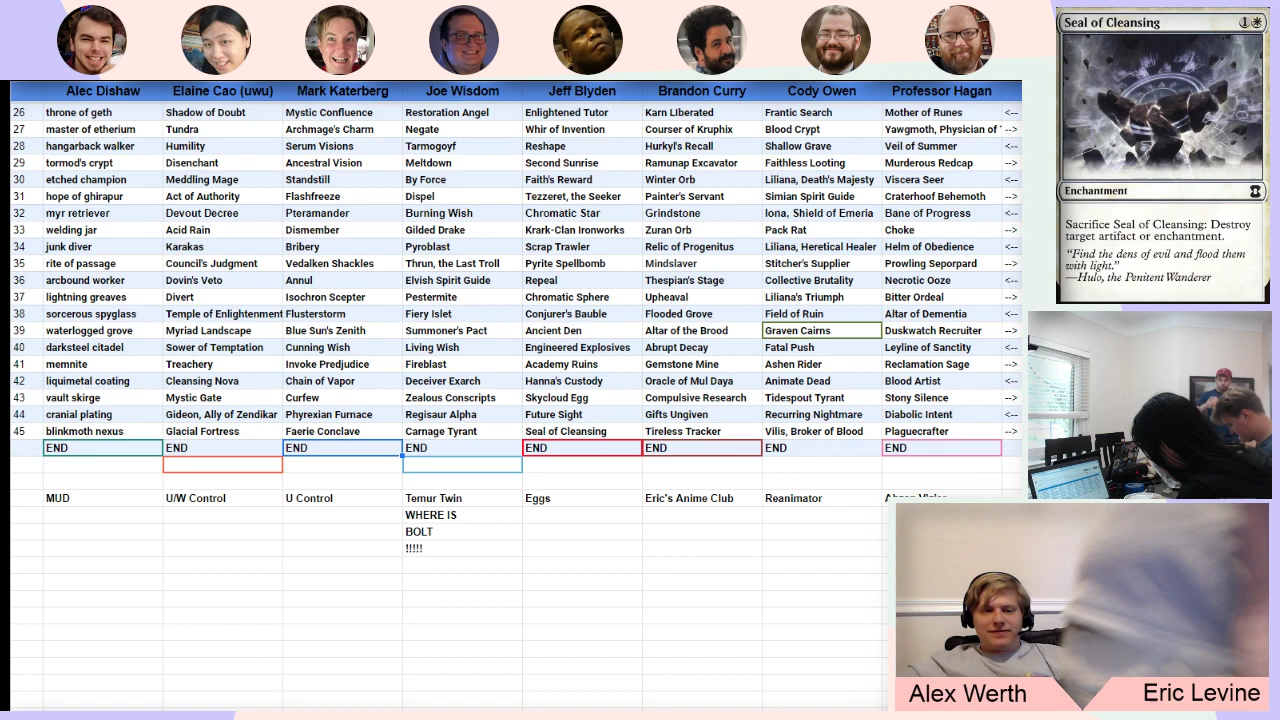 Alec Dishaw Elaine Cao (uwu) Mark Katerberg Joe Wisdom Jeff Blyden Brandon Curry Cody Owen Professor Hagan
26 throne of geth Shadow of Doubt Mystic Confluence Restoration Angel Enlightened Tutor Karn LIberated Frantic Search Mother of Runes <--
27 master of etherium Tundra Archmage's Charm Negate Whir of Invention Courser of Kruphix Blood Crypt Yawgmoth, Physician of -->
28 hangarback walker Humility Serum Visions Tarmogoyf Reshape Hurkyl's Recall Shallow Grave Veil of Summer <--
29 tormod's crypt Disenchant Ancestral Vision Meltdown Second Sunrise Ramunap Excavator Faithless Looting Murderous Redcap -->
30 etched champion Meddling Mage Standstill By Force Faith's Reward Winter Orb Liliana, Death's Majesty Viscera Seer <--
31 hope of ghirapur Act of Authority Flashfreeze Dispel Tezzeret, the Seeker Painter's Servant Simian Spirit Guide Craterhoof Behemoth -->
32 myr retriever Devout Decree Pteramander Burning Wish Chromatic Star Grindstone Iona, Shield of Emeria Bane of Progress <--
33 welding jar Acid Rain Dismember Gilded Drake Krark-Clan Ironworks Zuran Orb Pack Rat Choke -->
34 junk diver Karakas Bribery Pyroblast Scrap Trawler Relic of Progenitus Liliana, Heretical Healer Helm of Obedience <--
35 rite of passage Council's Judgment Vedalken Shackles Thrun, the Last Troll Pyrite Spellbomb Mindslaver Stitcher's Supplier Prowling Serpopard -->
36 arcbound worker Dovin's Veto Annul Elvish Spirit Guide Repeal Thespian's Stage Collective Brutality Necrotic Ooze <--
37 lightning greaves Divert Isochron Scepter Pestermite Chromatic Sphere Upheaval Liliana's Triumph Bitter Ordeal -->
38 sorcerous spyglass Temple of Enlightenment Flusterstorm Fiery Islet Conjurer's Bauble Flooded Grove Field of Ruin Altar of Dementia <--
39 waterlogged grove Myriad Landscape Blue Sun's Zenith Summoner's Pact Ancient Den Altar of the Brood Graven Cairns Duskwatch Recruiter -->
40 darksteel citadel Sower of Temptation Cunning Wish Living Wish Engineered Explosives Abrupt Decay Fatal Push Leyline of Sanctity <--
41 memnite Treachery Invoke Predjudice Fireblast Academy Ruins Gemstone Mine Ashen Rider Reclamation Sage -->
42 liquimetal coating Cleansing Nova Chain of Vapor Deceiver Exarch Hanna's Custody Oracle of Mul Daya Animate Dead Blood Artist <--
43 vault skirge Mystic Gate Curfew Zealous Conscripts Skycloud Egg Compulsive Research Tidespout Tyrant Stony Silence -->
44 cranial plating Gideon, Ally of Zendikar Phyrexian Furnace Regisaur Alpha Future Sight Gifts Ungiven Recurring Nightmare Diabolic Intent <--
45 blinkmoth nexus Glacial Fortress Faerie Conclave Carnage Tyrant Seal of Cleansing Tireless Tracker Vilis, Broker of Blood Plaguecrafter -->
END END END END END END END END
MUD U/W Control U Control Temur Twin Eggs Eric's Anime Club Reanimator
WHERE IS
BOLT
!!!!!
Seal of Cleansing 1
Enchantment
Sacrifice Seal of Cleansing: Destroy
target artifact or enchantment.
"Find the dens of evil and flood them
with light."
—Hulo, the Penitent Wanderer
Alex Werth Eric Levine